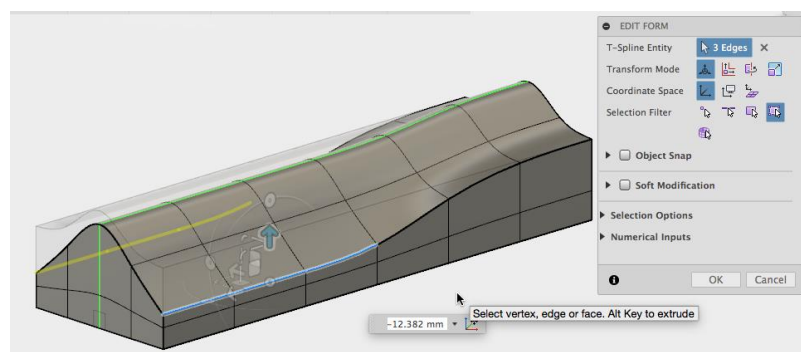 EDIT FORM
T-Spline Entity 3 Edges ×
Transform Mode
Coordinate Space
Selection Filter
Object Snap
Soft Modification
Selection Options
Numerical Inputs
OK Cancel
-12.382 mm
Select vertex, edge or face. Alt Key to extrude